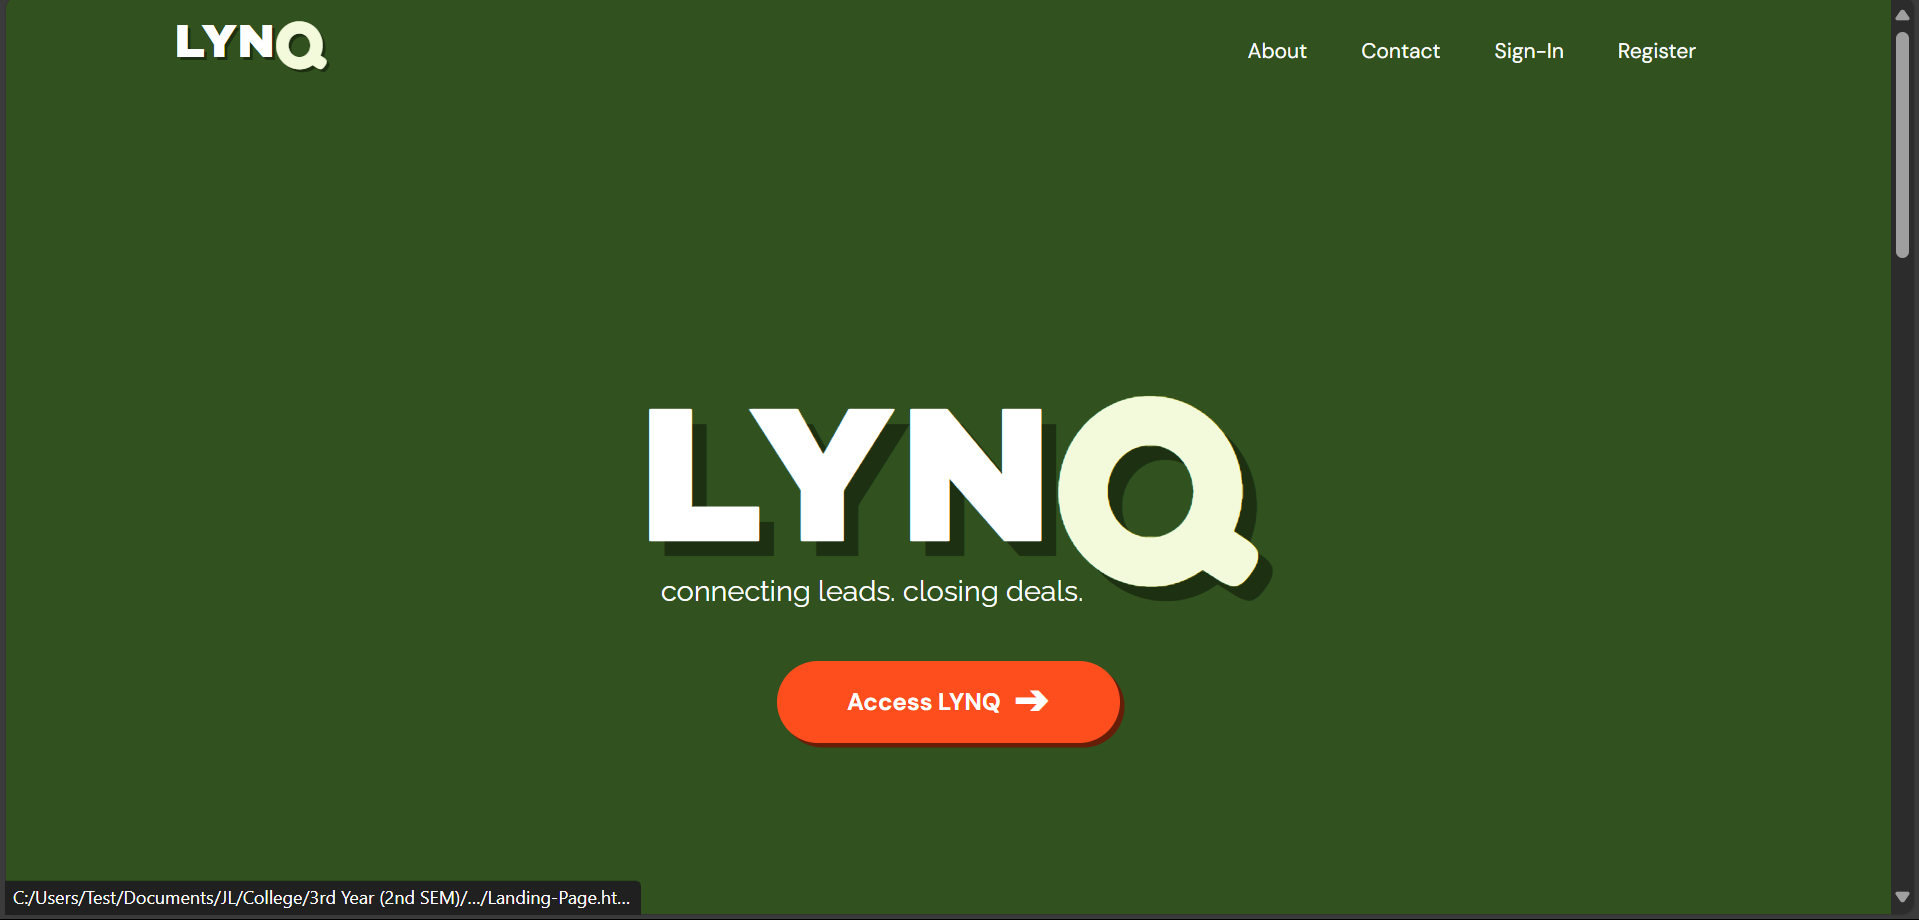 LYNQ
About Contact Sign-In Register
LYNQ
connecting leads. closing deals.
Access LYNQ →
C:/Users/Test/Documents/JL/College/3rd Year (2nd SEM)/.../Landing-Page.ht...